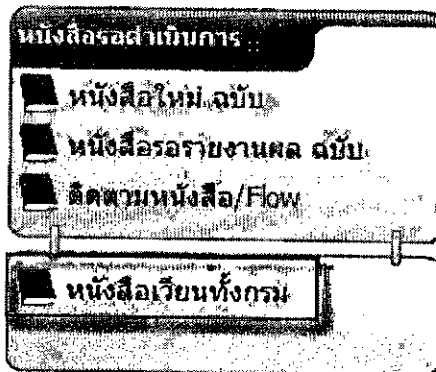 หนังสือรอดำเนินการ ::
หนังสือใหม่ ฉบับ
หนังสือรอรายงานผล ฉบับ
ติดตามหนังสือ/Flow
หนังสือเวียนทั้งกรม